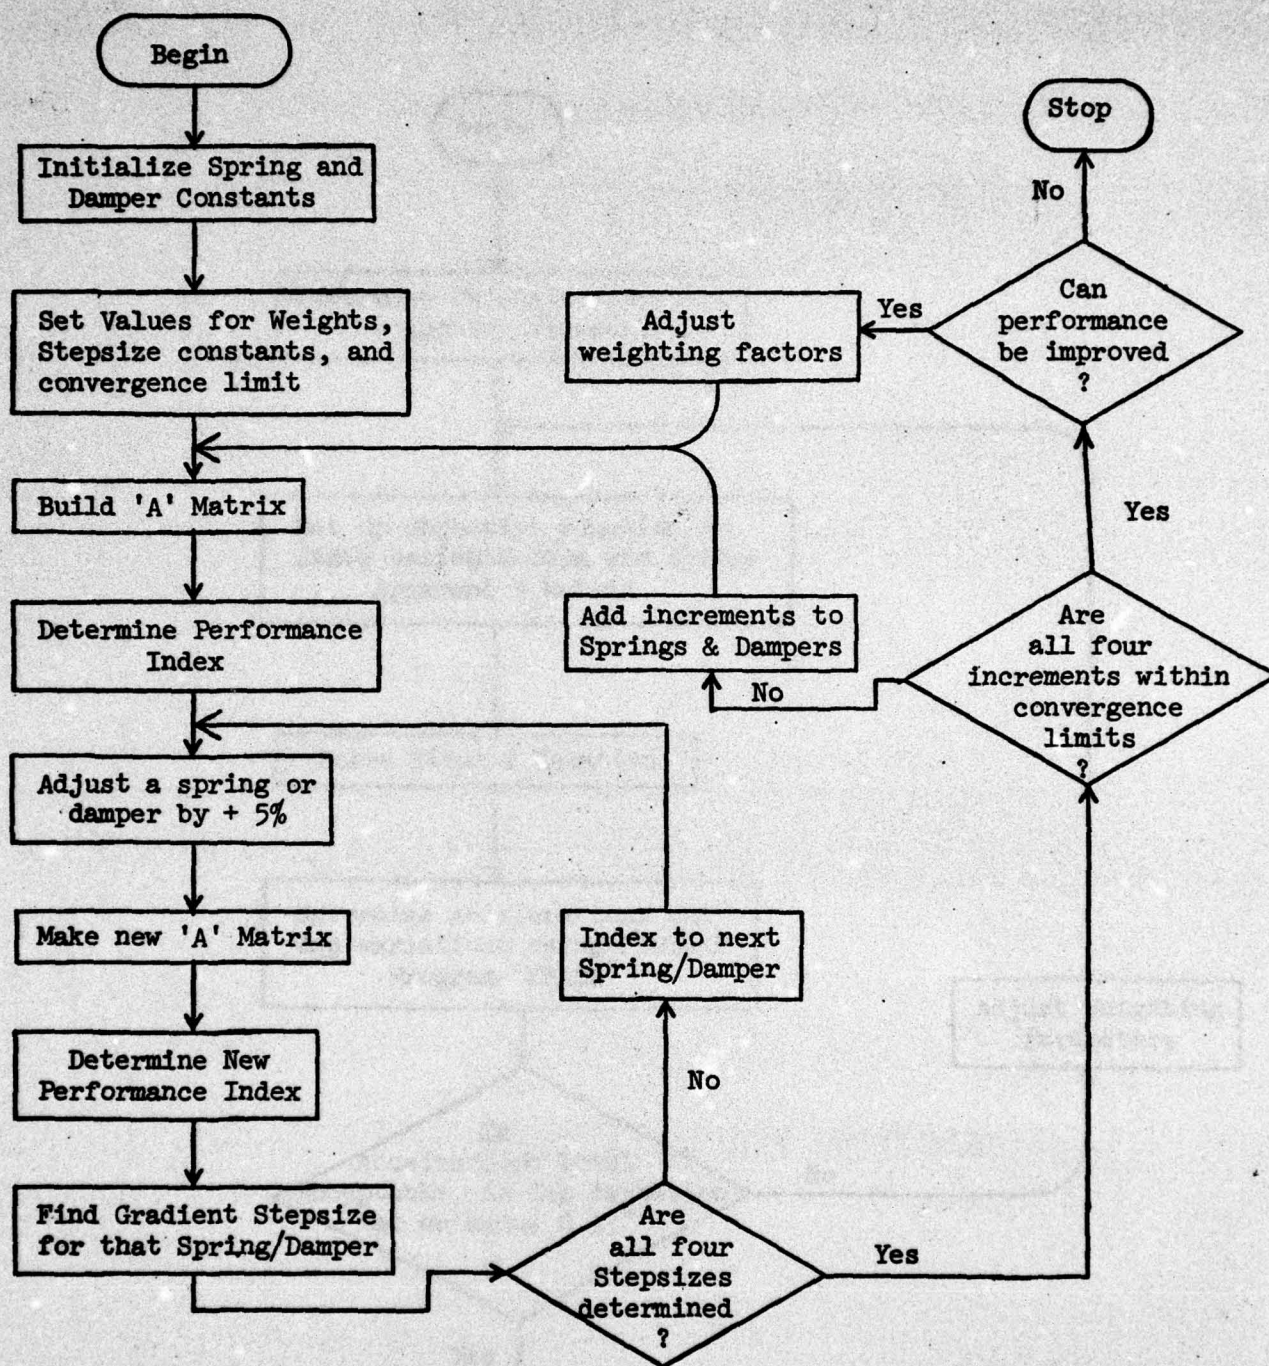 Begin
Initialize Spring and
Damper Constants
Set Values for Weights,
Stepsize constants, and
convergence limit
Build 'A' Matrix
Determine Performance
Index
Adjust a spring or
damper by + 5%
Make new 'A' Matrix
Determine New
Performance Index
Find Gradient Stepsize
for that Spring/Damper
Are
all four
Stepsizes
determined
?
No
Index to next
Spring/Damper
Yes
Are
all four
increments within
convergence
limits
?
No
Add increments to
Springs & Dampers
Yes
Can
performance
be improved
?
Yes
Adjust
weighting factors
No
Stop